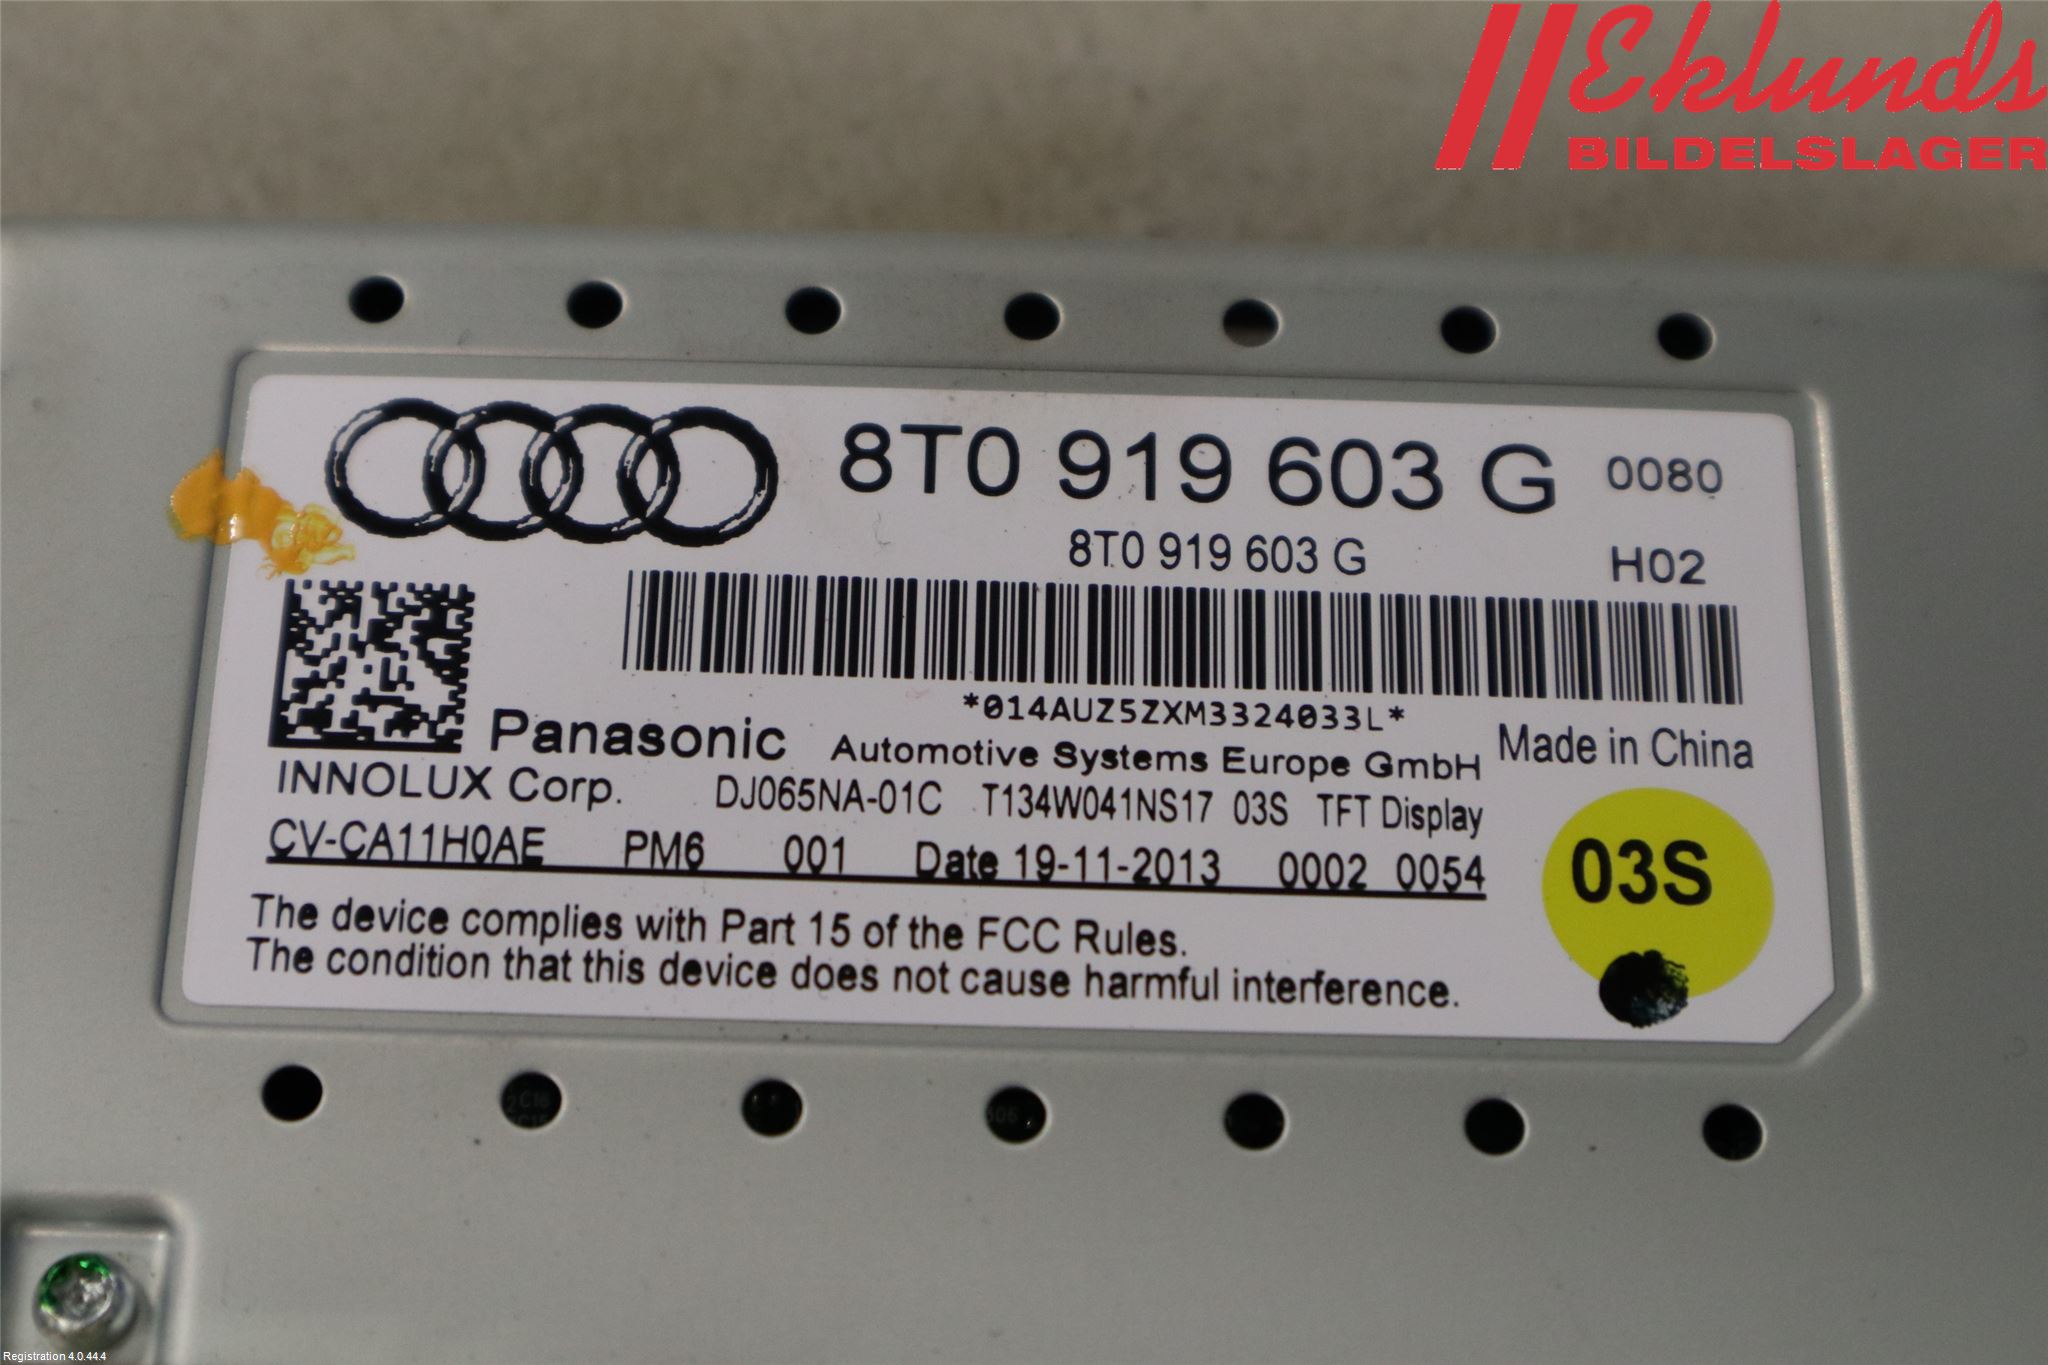 Eklunds
BILDELSLAGER
8T0 919 603 G 0080
8T0 919 603 G H02
*014AUZ5ZXM3324033L*
Panasonic Automotive Systems Europe GmbH Made in China
INNOLUX Corp. DJ065NA-01C T134W041NS17 03S TFT Display
CV-CA11H0AE PM6 001 Date 19-11-2013 0002 0054
03S
The device complies with Part 15 of the FCC Rules.
The condition that this device does not cause harmful interference.
Registration 4.0.44.4